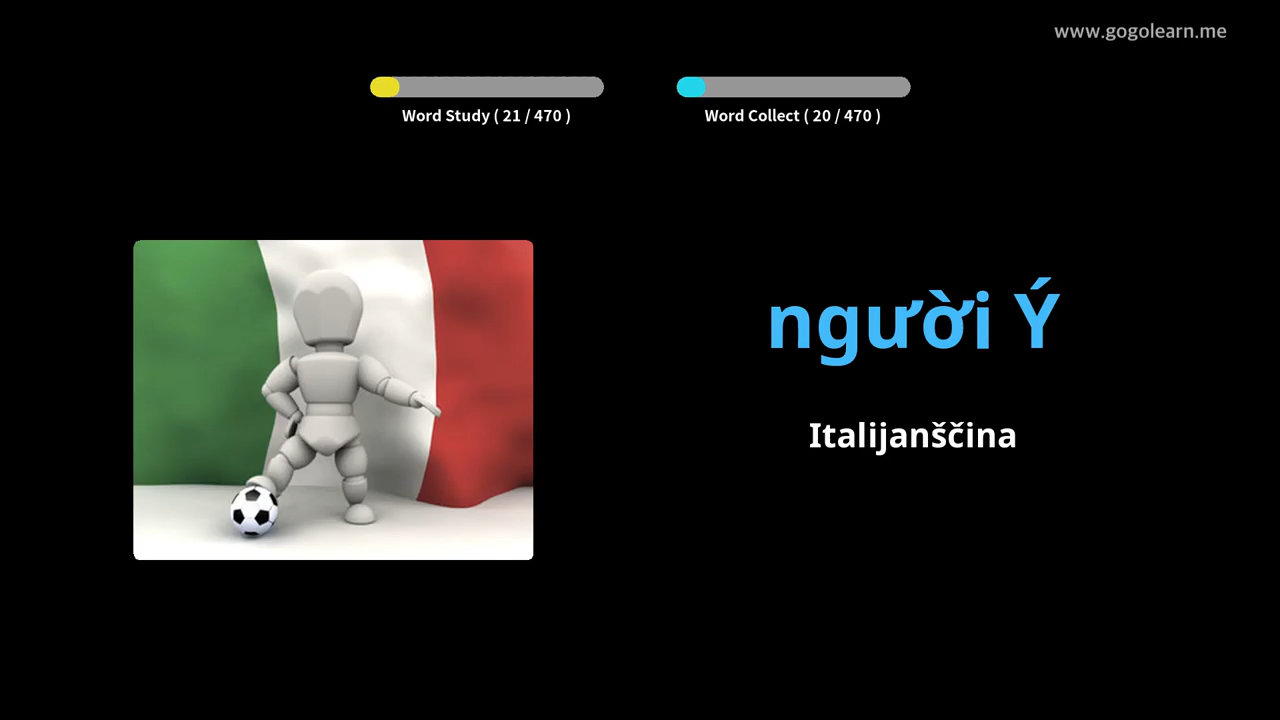 www.gogolearn.me
Word Study ( 21 / 470 )
Word Collect ( 20 / 470 )
người Ý
Italijanščina